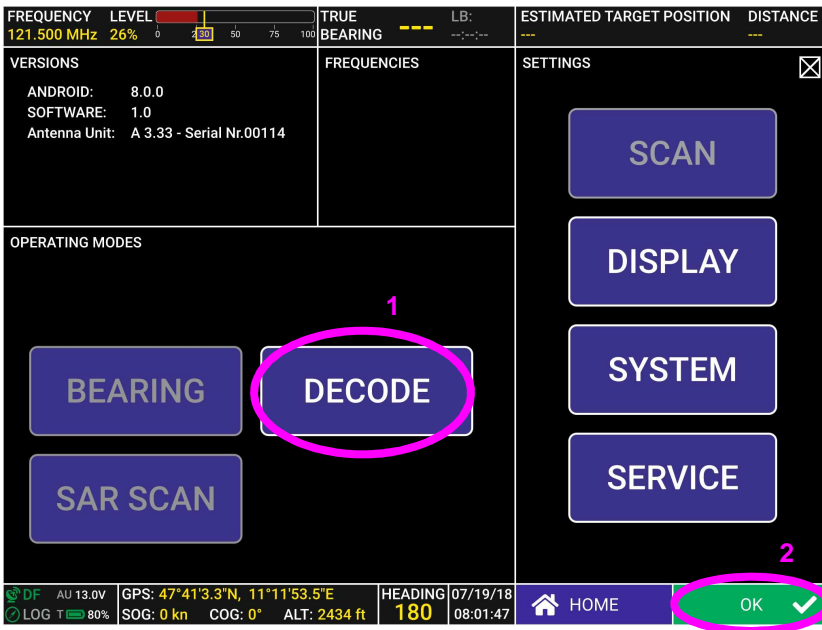 FREQUENCY LEVEL TRUE LB: ESTIMATED TARGET POSITION DISTANCE
121.500 MHz 26% 0 2 30 50 75 100 BEARING --- --:--:-- --- ---
VERSIONS
ANDROID: 8.0.0
SOFTWARE: 1.0
Antenna Unit: A 3.33 - Serial Nr.00114
FREQUENCIES
SETTINGS
SCAN
DISPLAY
SYSTEM
SERVICE
OPERATING MODES
1
BEARING DECODE
SAR SCAN
2
DF AU 13.0V GPS: 47°41'3.3"N, 11°11'53.5"E HEADING 07/19/18
LOG T 80% SOG: 0 kn COG: 0° ALT: 2434 ft 180 08:01:47
HOME OK